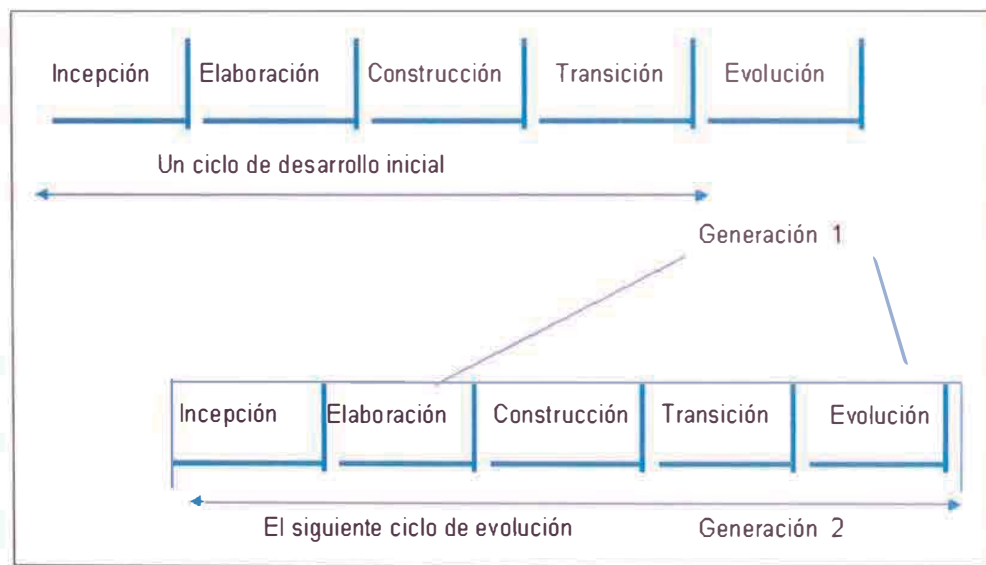 Incepción Elaboración Construcción Transición Evolución
Un ciclo de desarrollo inicial
Generación 1
Incepción Elaboración Construcción Transición Evolución
El siguiente ciclo de evolución Generación 2